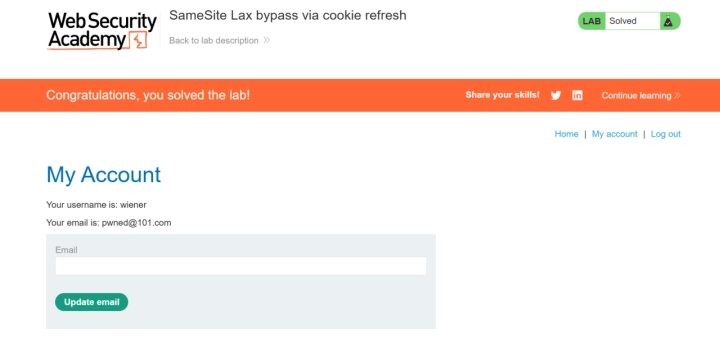 Web Security
Academy
SameSite Lax bypass via cookie refresh
Back to lab description
LAB Solved
Congratulations, you solved the lab!
Share your skills!
Continue learning
Home | My account | Log out
My Account
Your username is: wiener
Your email is: pwned@101.com
Email
Update email